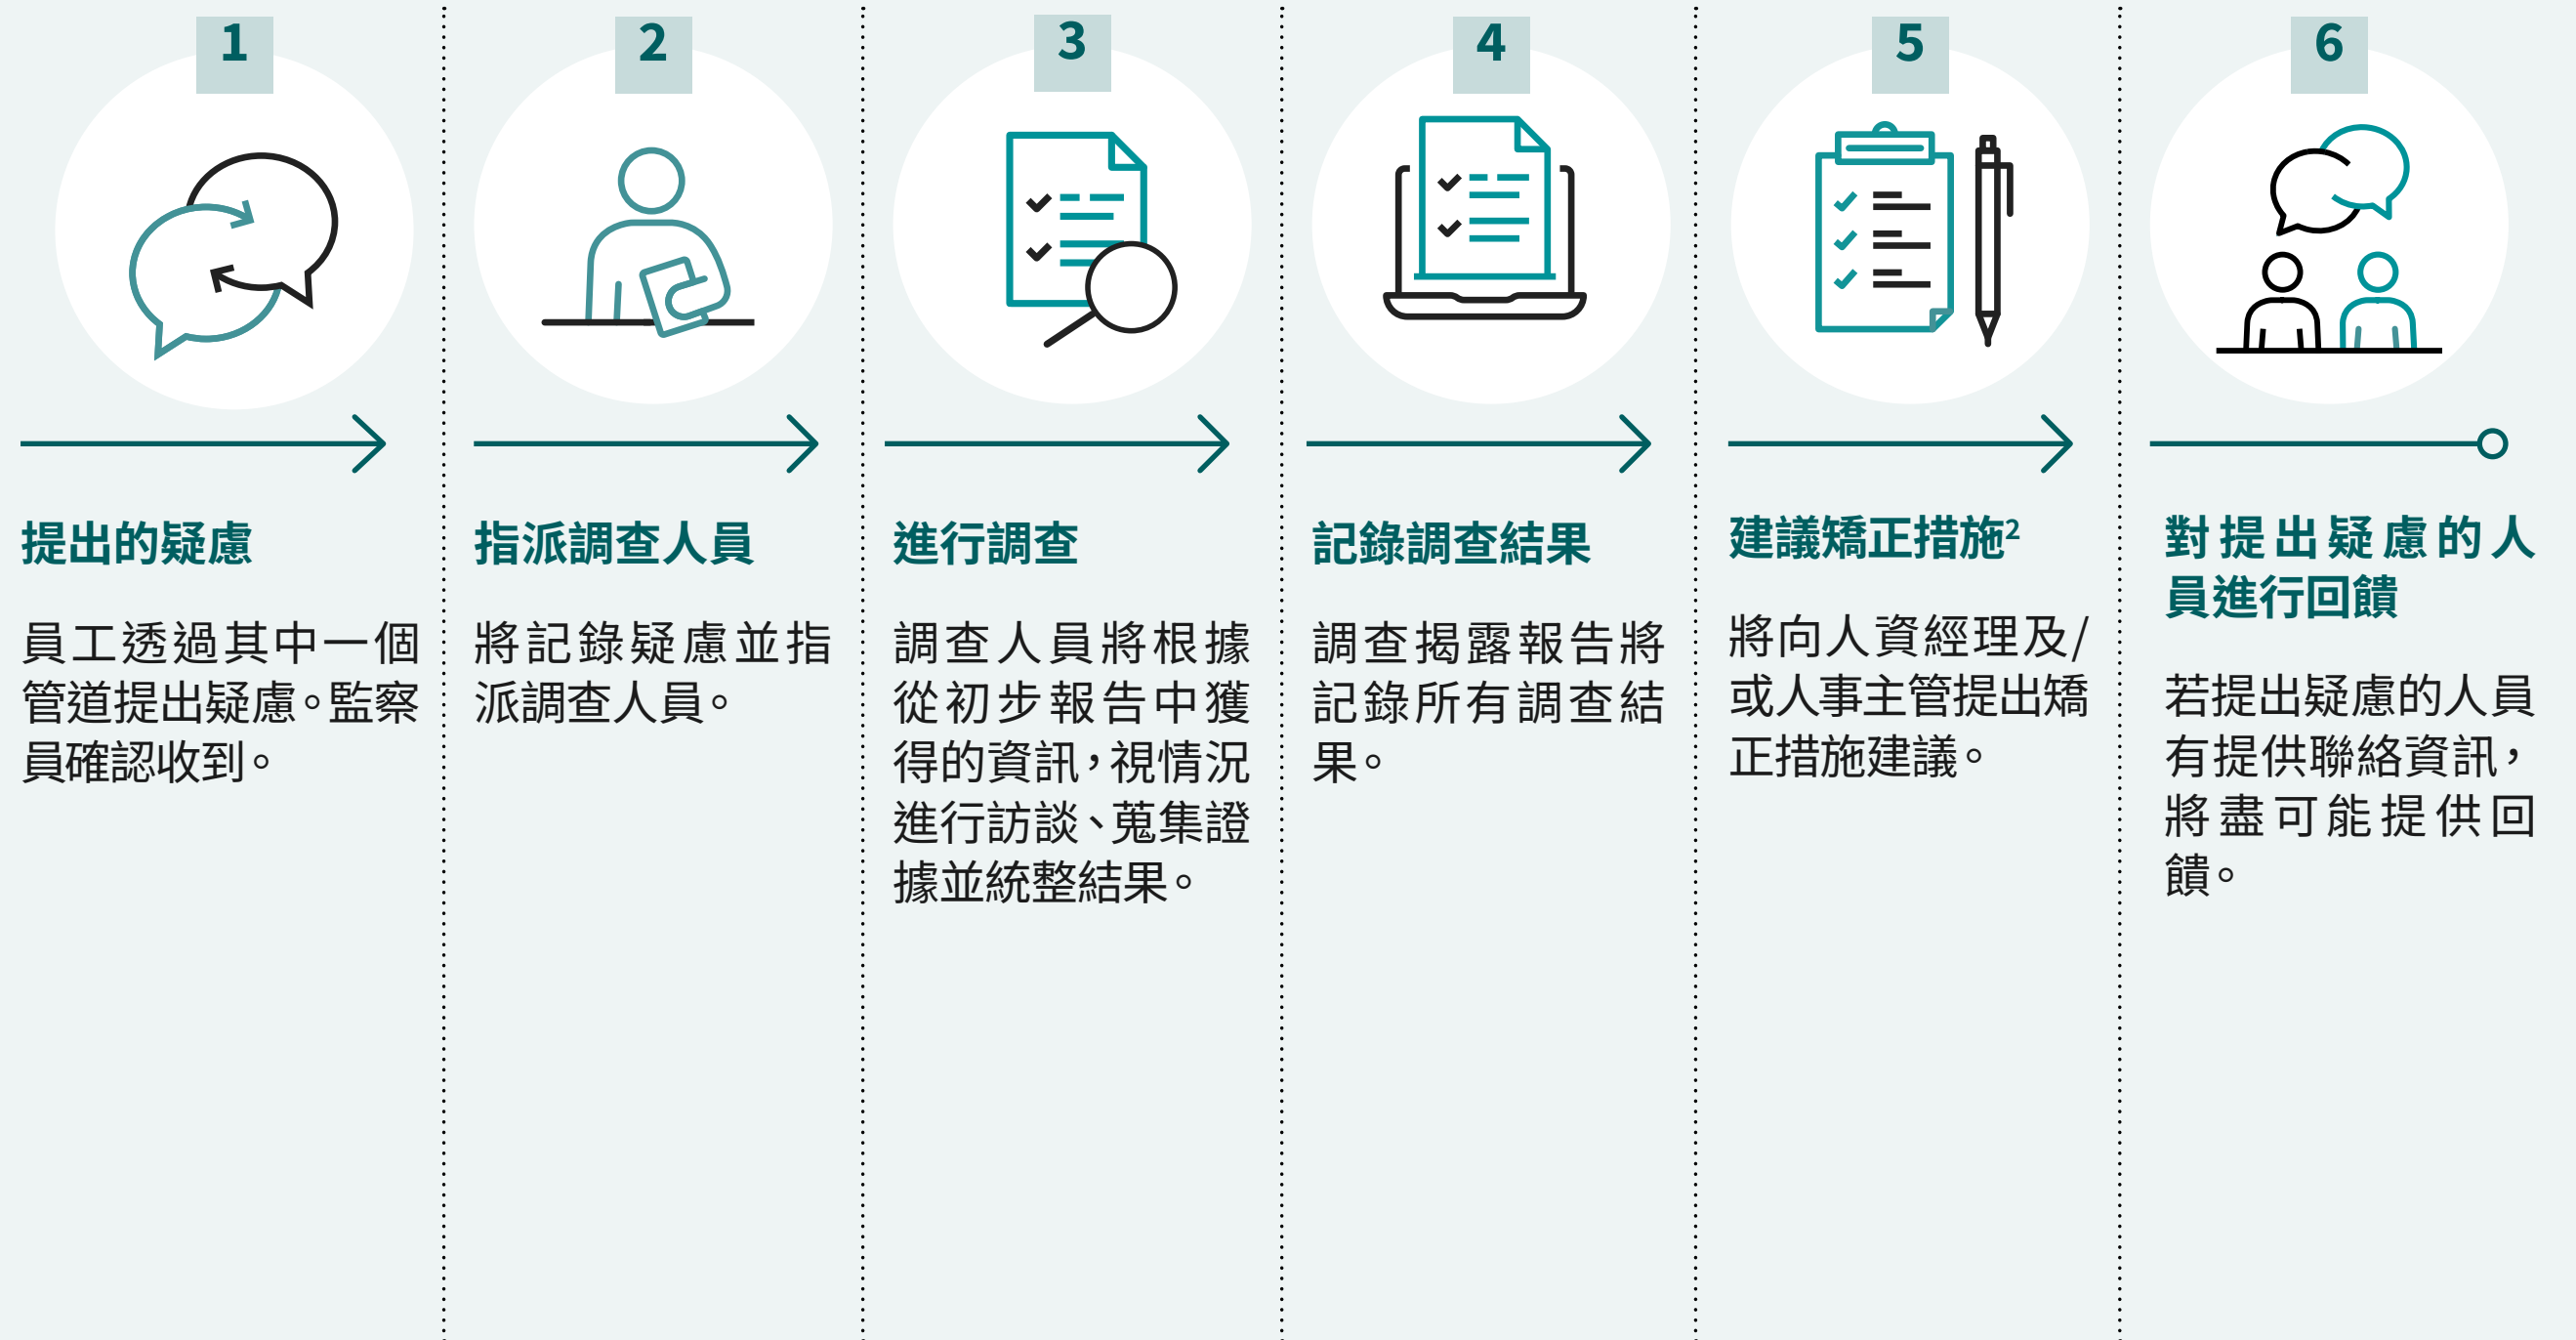 1
提出的疑慮
員工透過其中一個
管道提出疑慮。監察
員確認收到。
2
指派調查人員
將記錄疑慮並指
派調查人員。
3
進行調查
調查人員將根據
從初步報告中獲
得的資訊，視情況
進行訪談、蒐集證
據並統整結果。
4
記錄調查結果
調查揭露報告將
記錄所有調查結
果。
5
建議矯正措施²
將向人資經理及/
或人事主管提出矯
正措施建議。
6
對提出疑慮的人
員進行回饋
若提出疑慮的人員
有提供聯絡資訊，
將盡可能提供回
饋。